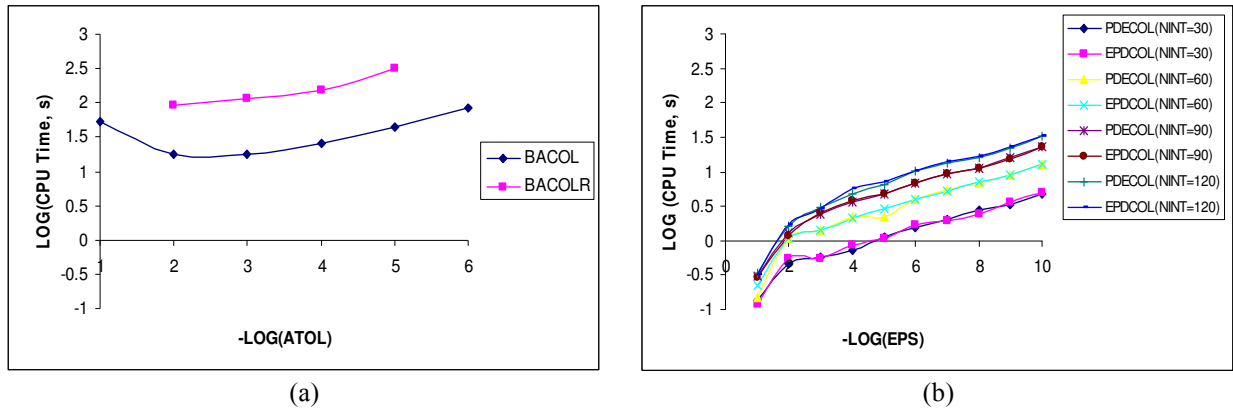 3
2.5
2
1.5
1
0.5
0
-0.5
-1
1 2 3 4 5 6
LOG(CPU Time, s)
-LOG(ATOL)
BACOL
BACOLR
(a)
3
2.5
2
1.5
1
0.5
0
-0.5
-1
0 2 4 6 8 10
LOG (CPU Time, s)
-LOG(EPS)
PDECOL(NINT=30)
EPDCOL(NINT=30)
PDECOL(NINT=60)
EPDCOL(NINT=60)
PDECOL(NINT=90)
EPDCOL(NINT=90)
PDECOL(NINT=120)
EPDCOL(NINT=120)
(b)